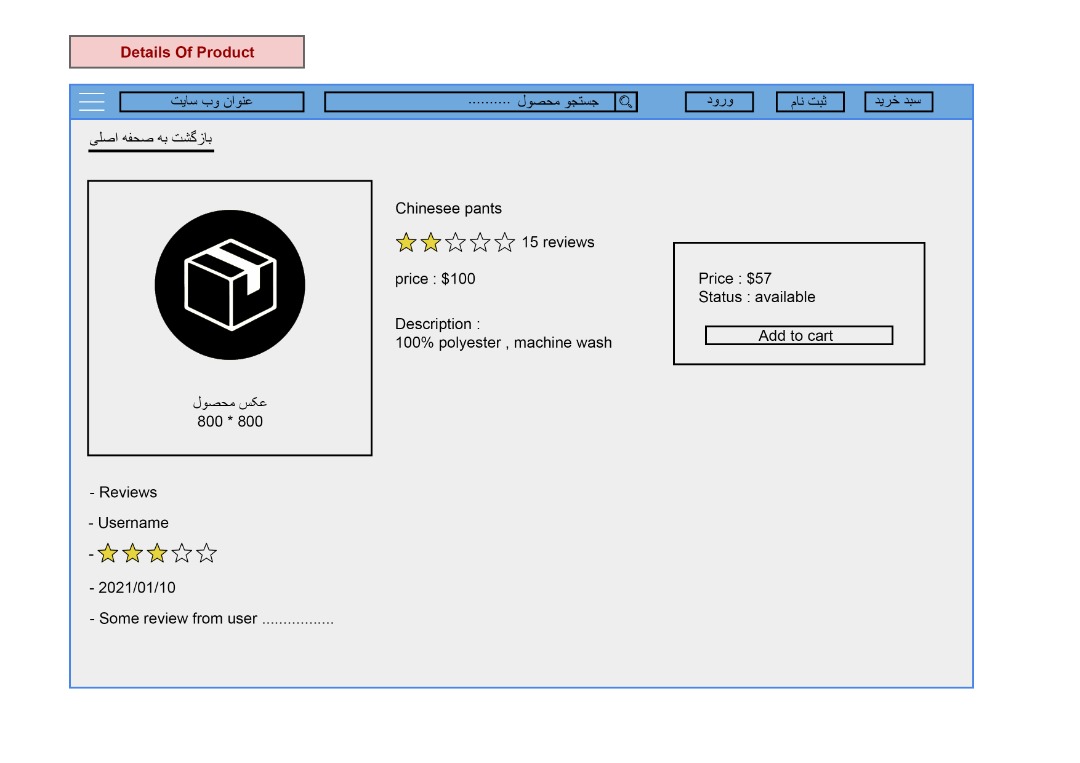 Details Of Product
عنوان وب سایت
جستجو محصول ..........
ورود
ثبت نام
سبد خرید
بازگشت به صحفه اصلی
عکس محصول
800 * 800
Chinesee pants
15 reviews
price : $100
Description :
100% polyester , machine wash
Price : $57
Status : available
Add to cart
- Reviews
- Username
-
- 2021/01/10
- Some review from user .................